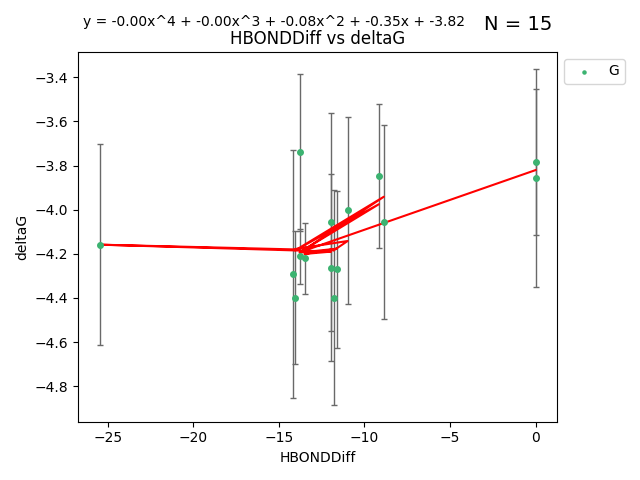 y = -0.00x^4 + -0.00x^3 + -0.08x^2 + -0.35x + -3.82
N = 15
HBONDDiff vs deltaG
G
−3.4
−3.6
−3.8
−4.0
−4.2
−4.4
−4.6
−4.8
deltaG
−25
−20
−15
−10
−5
0
HBONDDiff